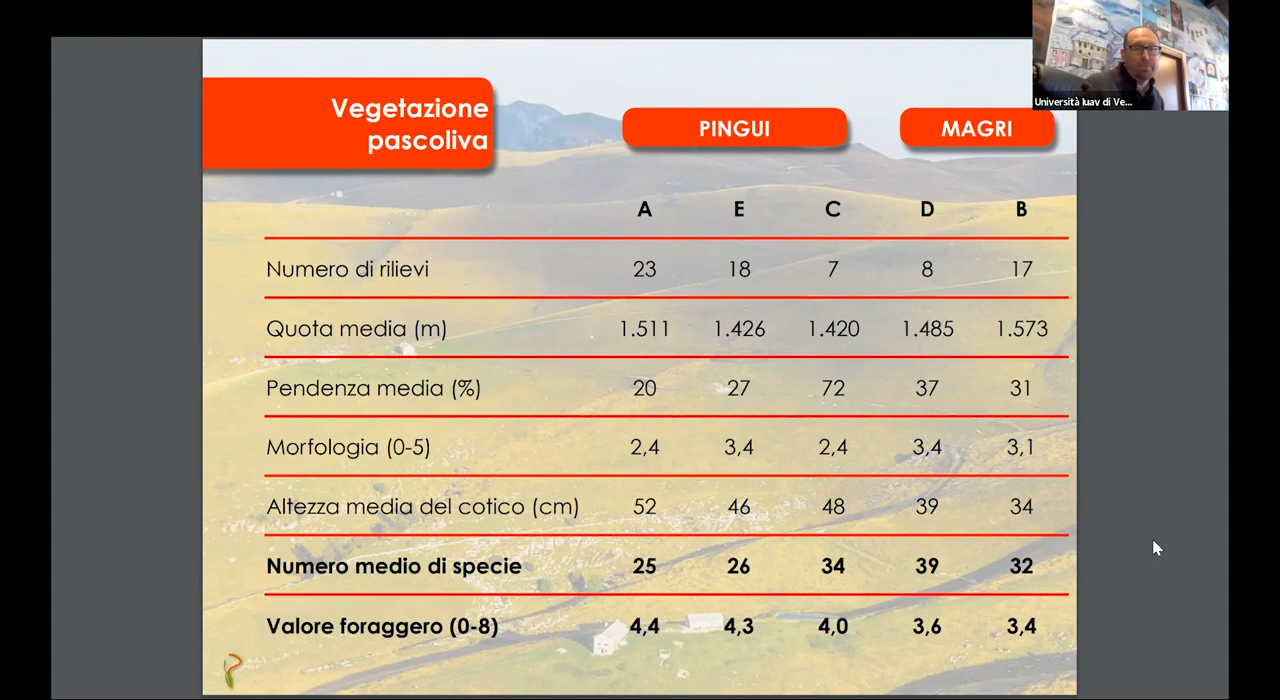 Università Iuav di Ve...
Vegetazione
pascoliva
PINGUI MAGRI
A E C D B
Numero di rilievi 23 18 7 8 17
Quota media (m) 1.511 1.426 1.420 1.485 1.573
Pendenza media (%) 20 27 72 37 31
Morfologia (0-5) 2,4 3,4 2,4 3,4 3,1
Altezza media del cotico (cm) 52 46 48 39 34
Numero medio di specie 25 26 34 39 32
Valore foraggero (0-8) 4,4 4,3 4,0 3,6 3,4